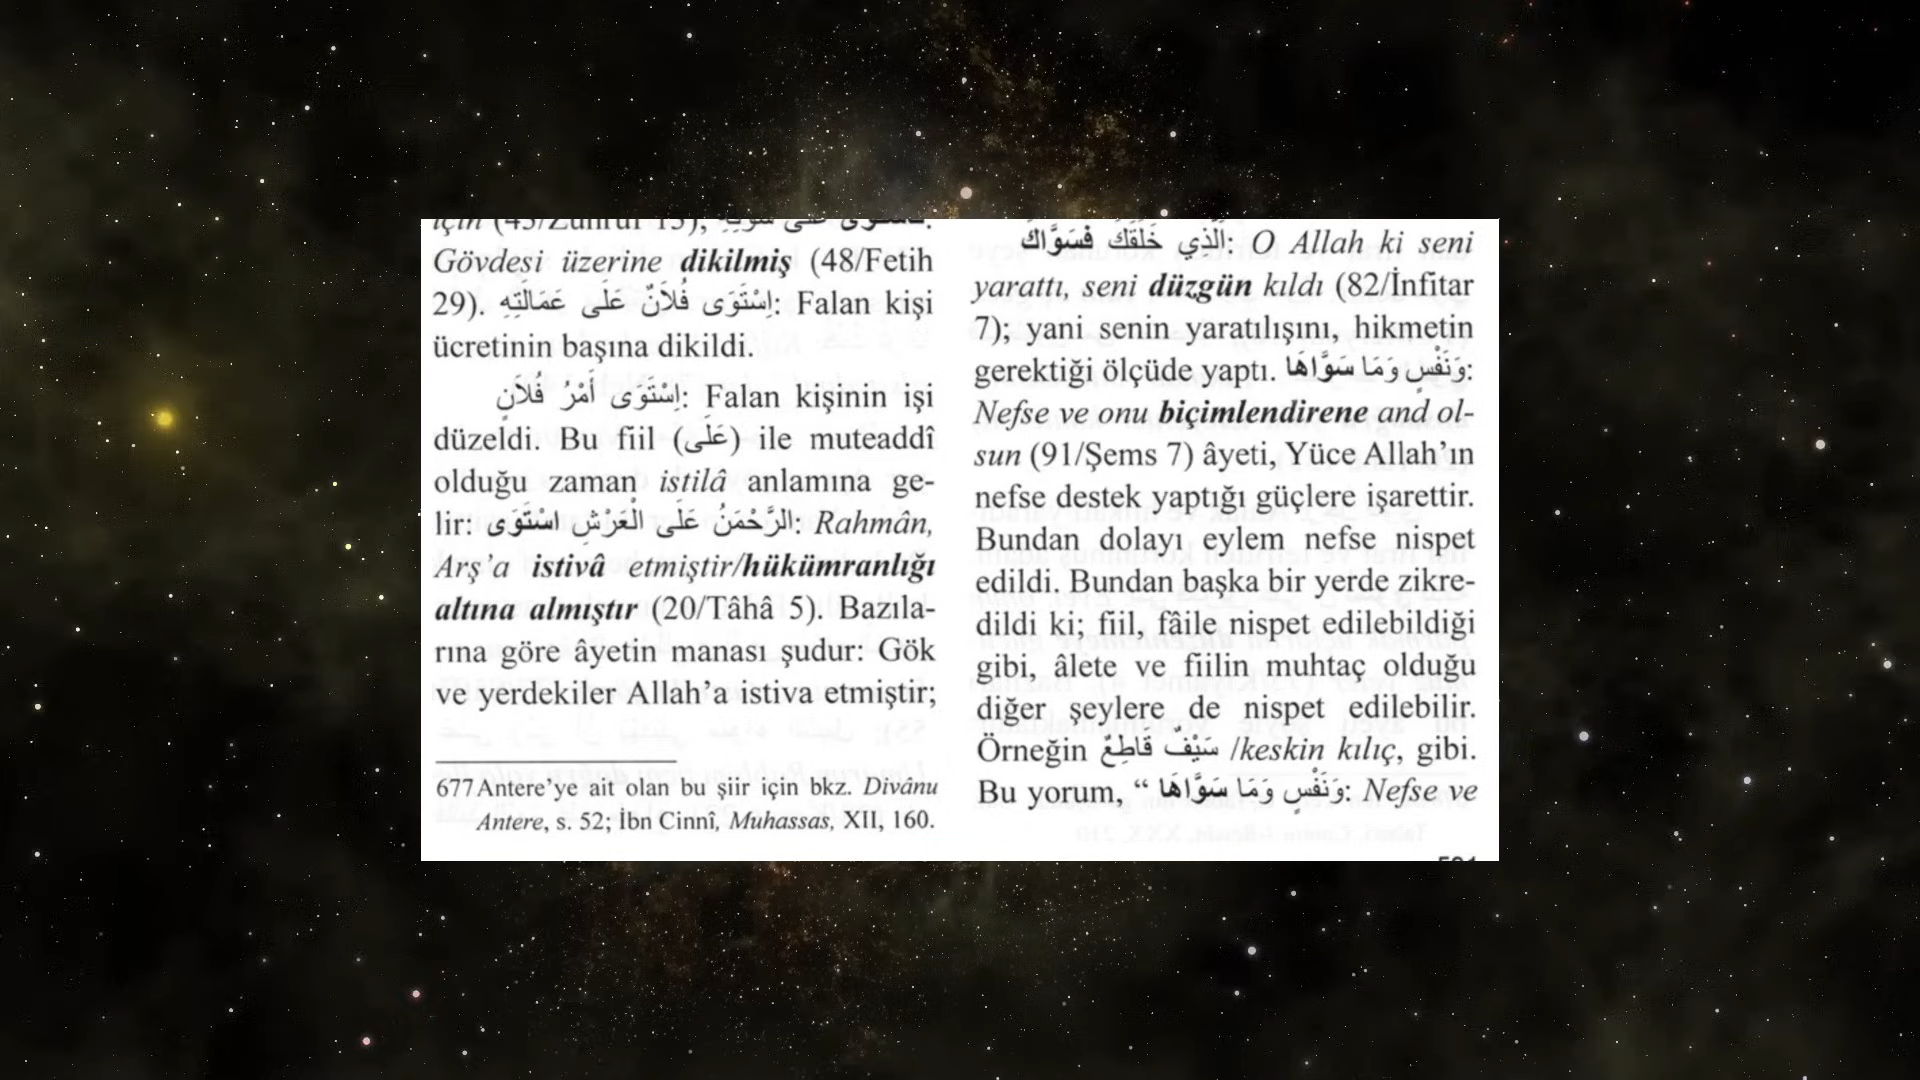 için (43/Zuhruf 13);
Gövdesi üzerine dikilmiş (48/Fetih
29). اِسْتَوَى فُلاَنٌ عَلَى عَمَالَتِهِ: Falan kişi
ücretinin başına dikildi.
اِسْتَوَى أَمْرُ فُلاَنٍ: Falan kişinin işi
düzeldi. Bu fiil (عَلَى) ile muteaddî
olduğu zaman istilâ anlamına ge-
lir: الرَّحْمَنُ عَلَى الْعَرْشِ اسْتَوَى: Rahmân,
Arş’a istivâ etmiştir/hükümranlığı
altına almıştır (20/Tâhâ 5). Bazıla-
rına göre âyetin manası şudur: Gök
ve yerdekiler Allah’a istiva etmiştir;
677 Antere’ye ait olan bu şiir için bkz. Divânu
Antere, s. 52; İbn Cinnî, Muhassas, XII, 160.
الَّذِي خَلَقَكَ فَسَوَّاكَ: O Allah ki seni
yarattı, seni düzgün kıldı (82/İnfitar
7); yani senin yaratılışını, hikmetin
gerektiği ölçüde yaptı. وَنَفْسٍ وَمَا سَوَّاهَا:
Nefse ve onu biçimlendirene and ol-
sun (91/Şems 7) âyeti, Yüce Allah’ın
nefse destek yaptığı güçlere işarettir.
Bundan dolayı eylem nefse nispet
edildi. Bundan başka bir yerde zikre-
dildi ki; fiil, fâile nispet edilebildiği
gibi, âlete ve fiilin muhtaç olduğu
diğer şeylere de nispet edilebilir.
Örneğin سَيْفٌ قَاطِعٌ /keskin kılıç, gibi.
Bu yorum, “ وَنَفْسٍ وَمَا سَوَّاهَا: Nefse ve